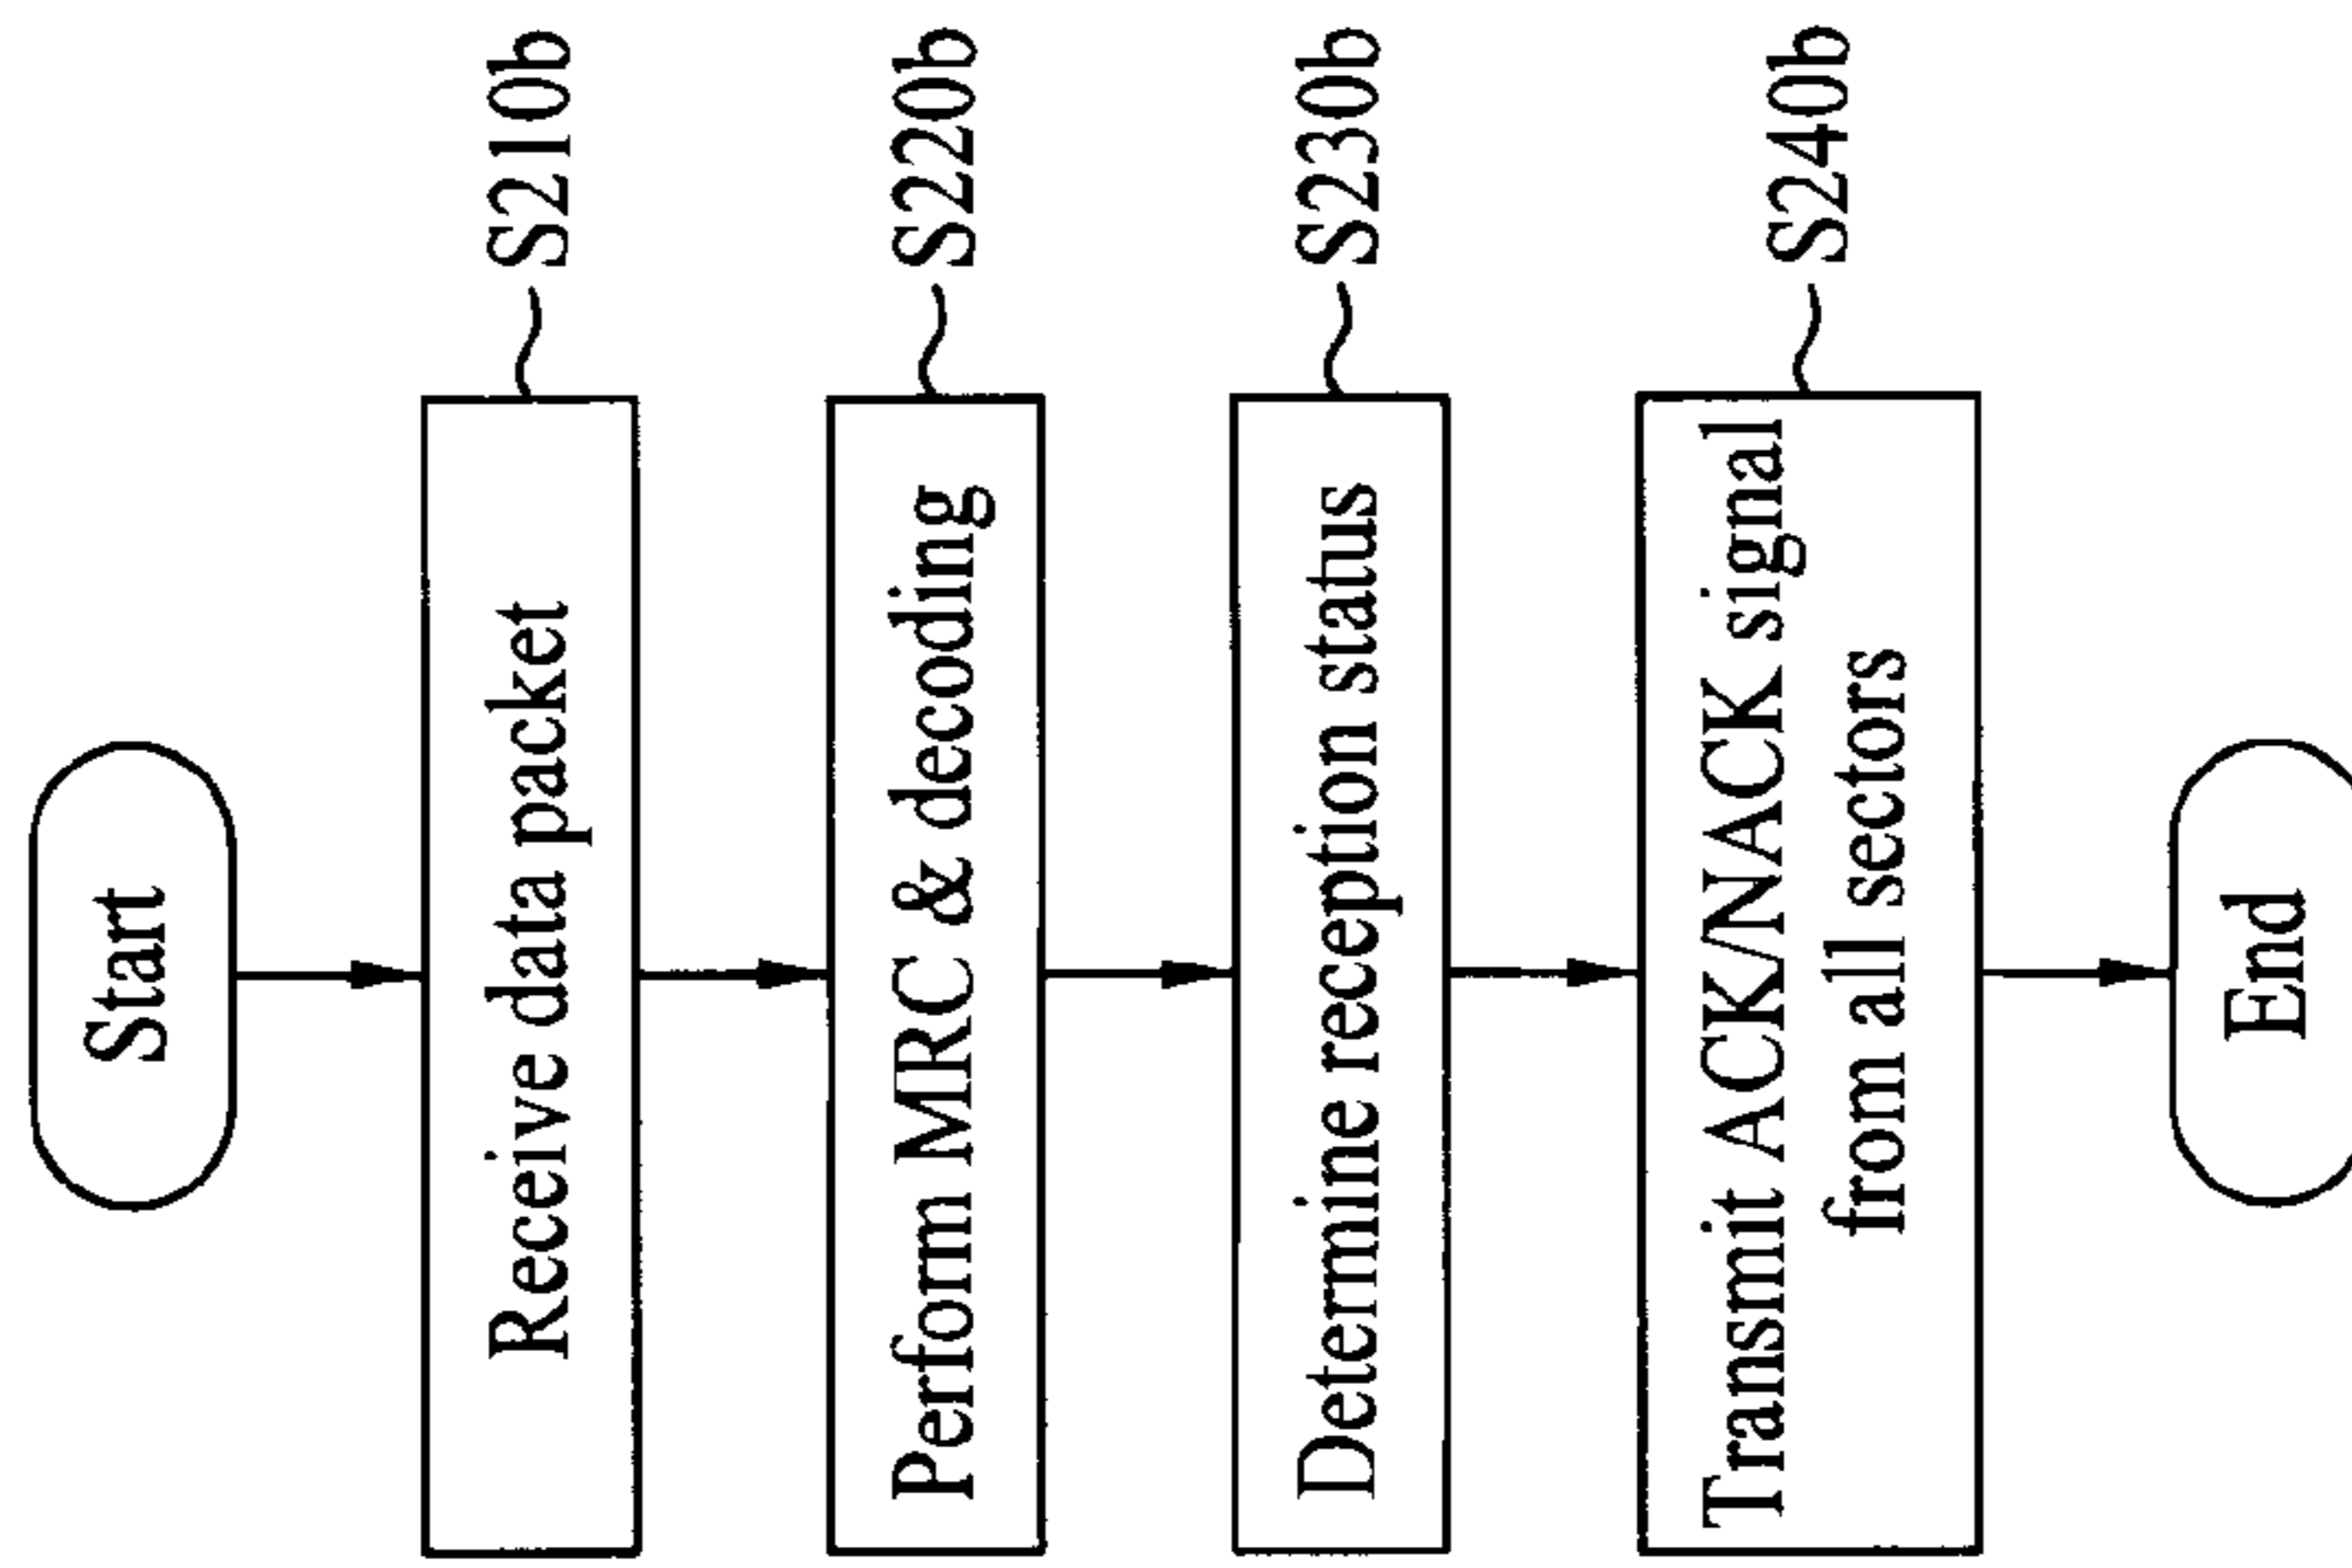 Start
Receive data packet
S210b
Perform MRC & decoding
S220b
Determine reception status
S230b
Transmit ACK/NACK signal
from all sectors
S240b
End